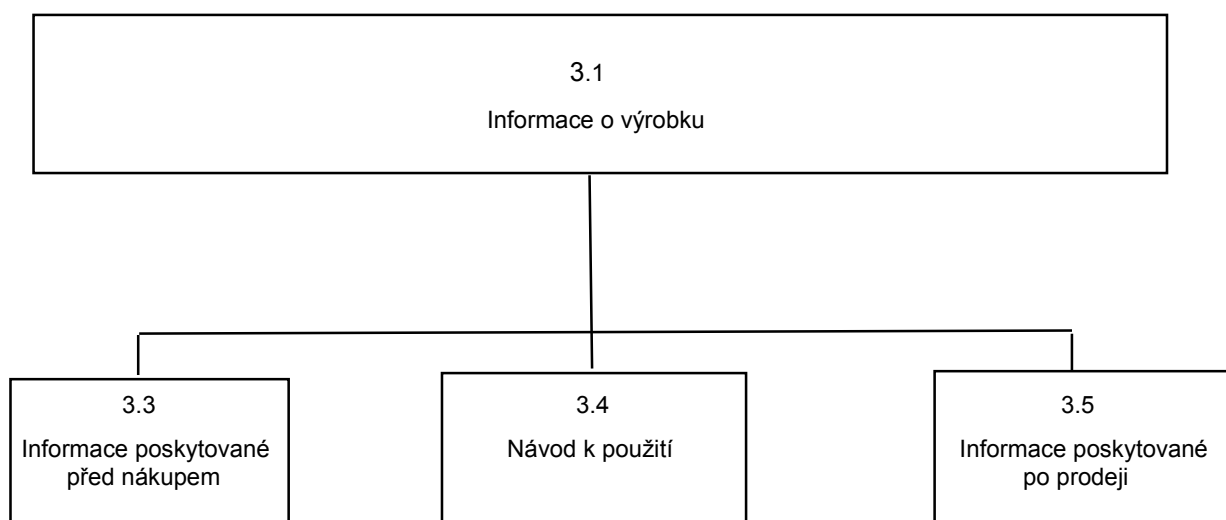 3.1
Informace o výrobku
3.3
Informace poskytované
před nákupem
3.4
Návod k použití
3.5
Informace poskytované
po prodeji